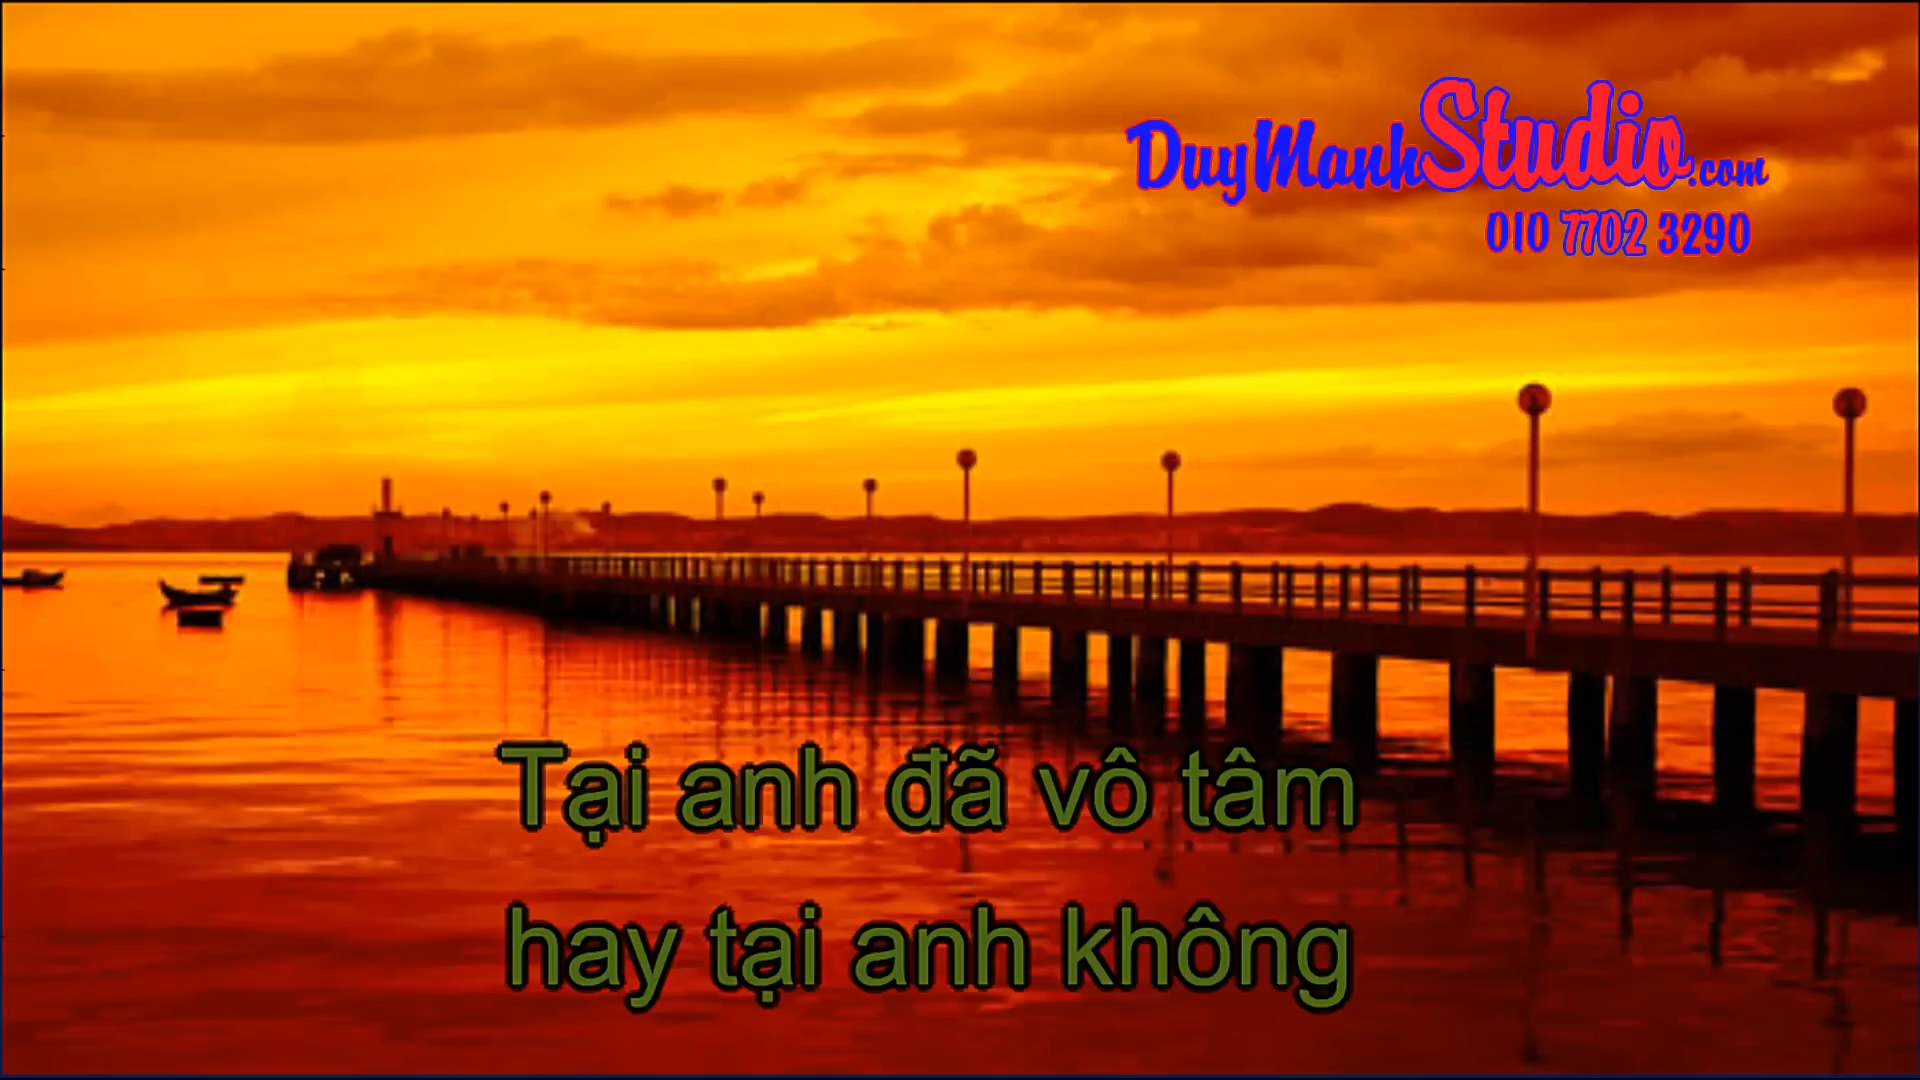 DuyManhStudio.com
010 7702 3290
Tại anh đã vô tâm
hay tại anh không